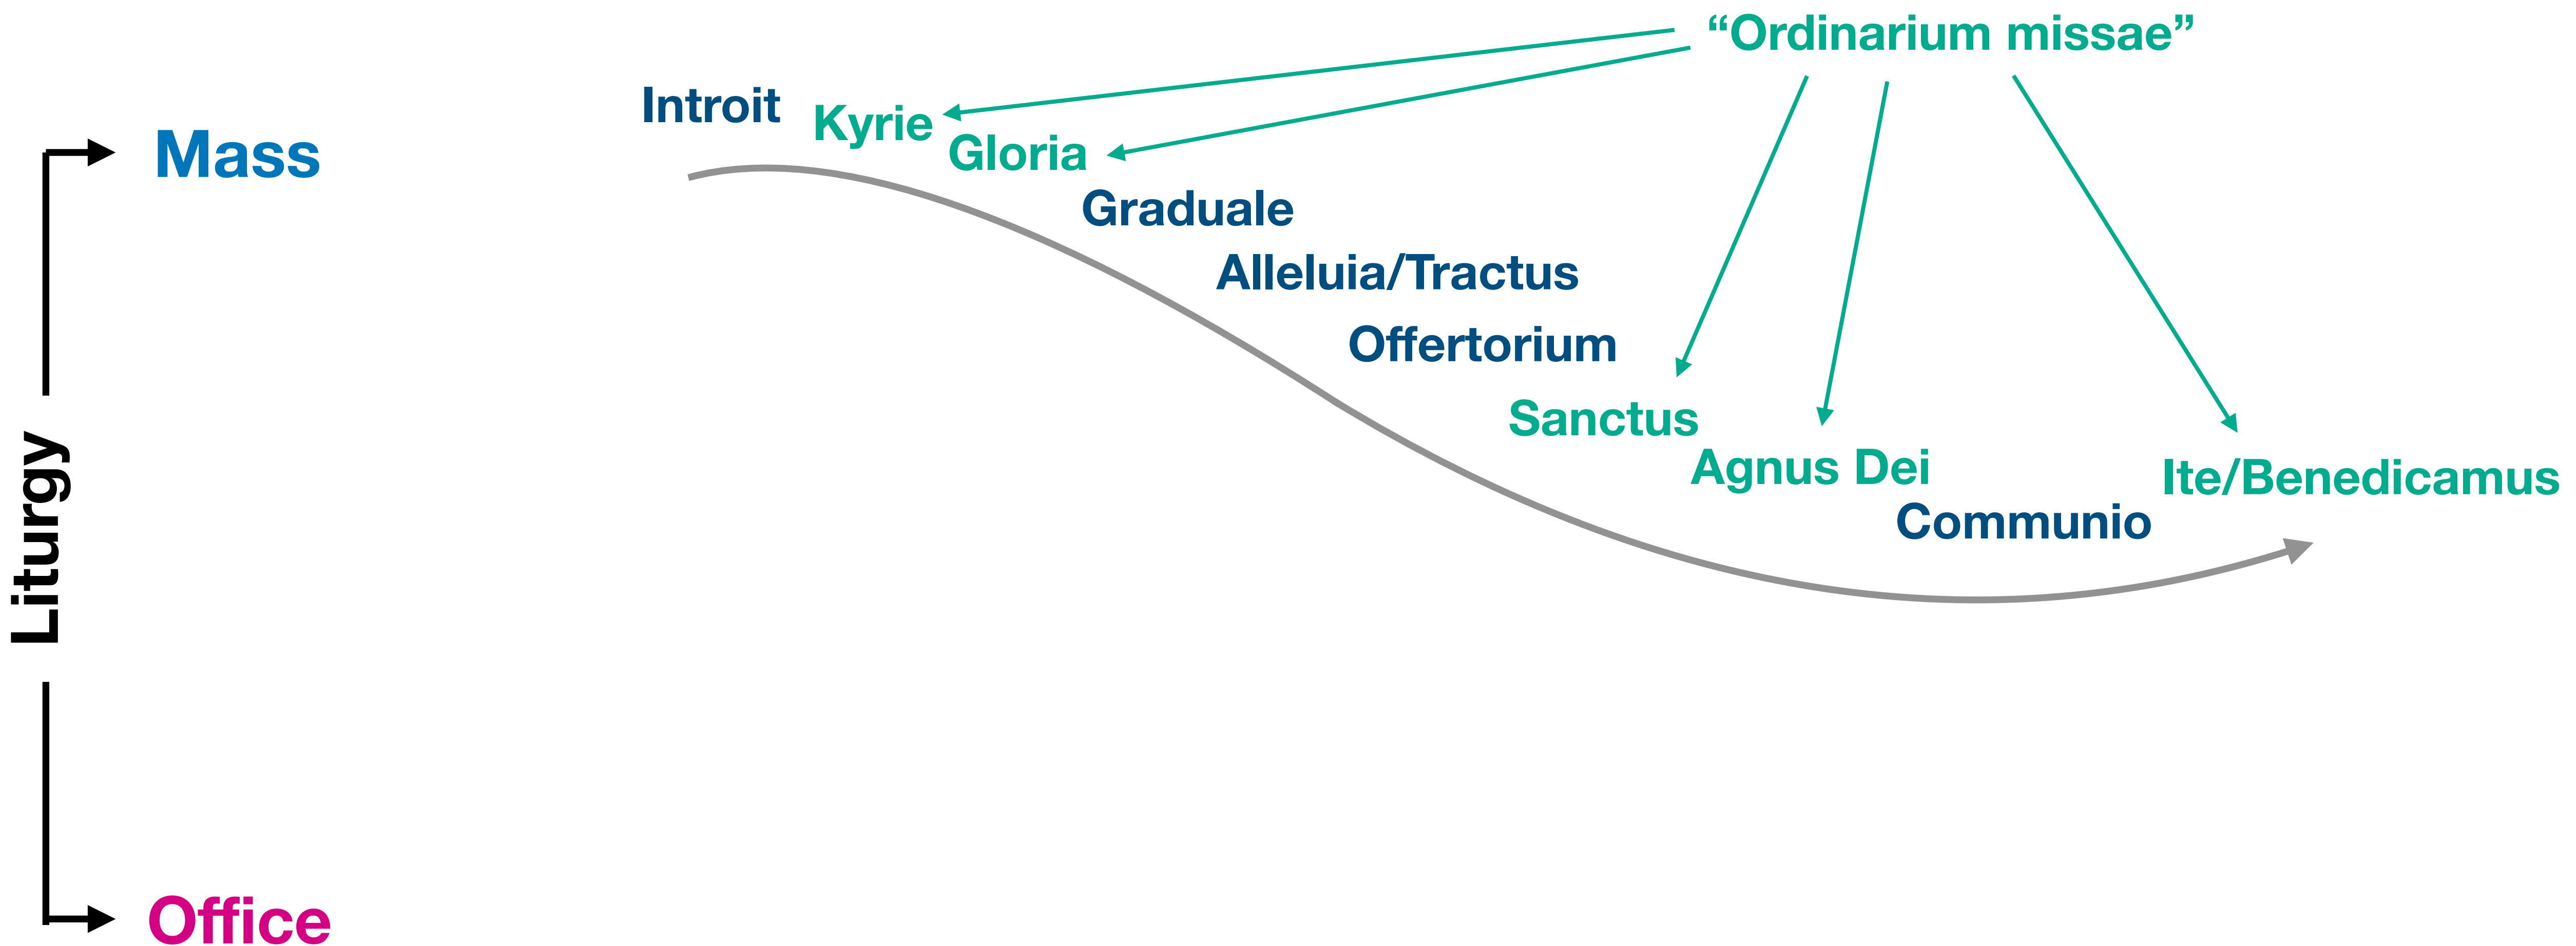 “Ordinarium missae”
Introit
Kyrie
Gloria
Mass
Graduale
Alleluia/Tractus
Offertorium
Sanctus
Agnus Dei
Ite/Benedicamus
Communio
Liturgy
Office